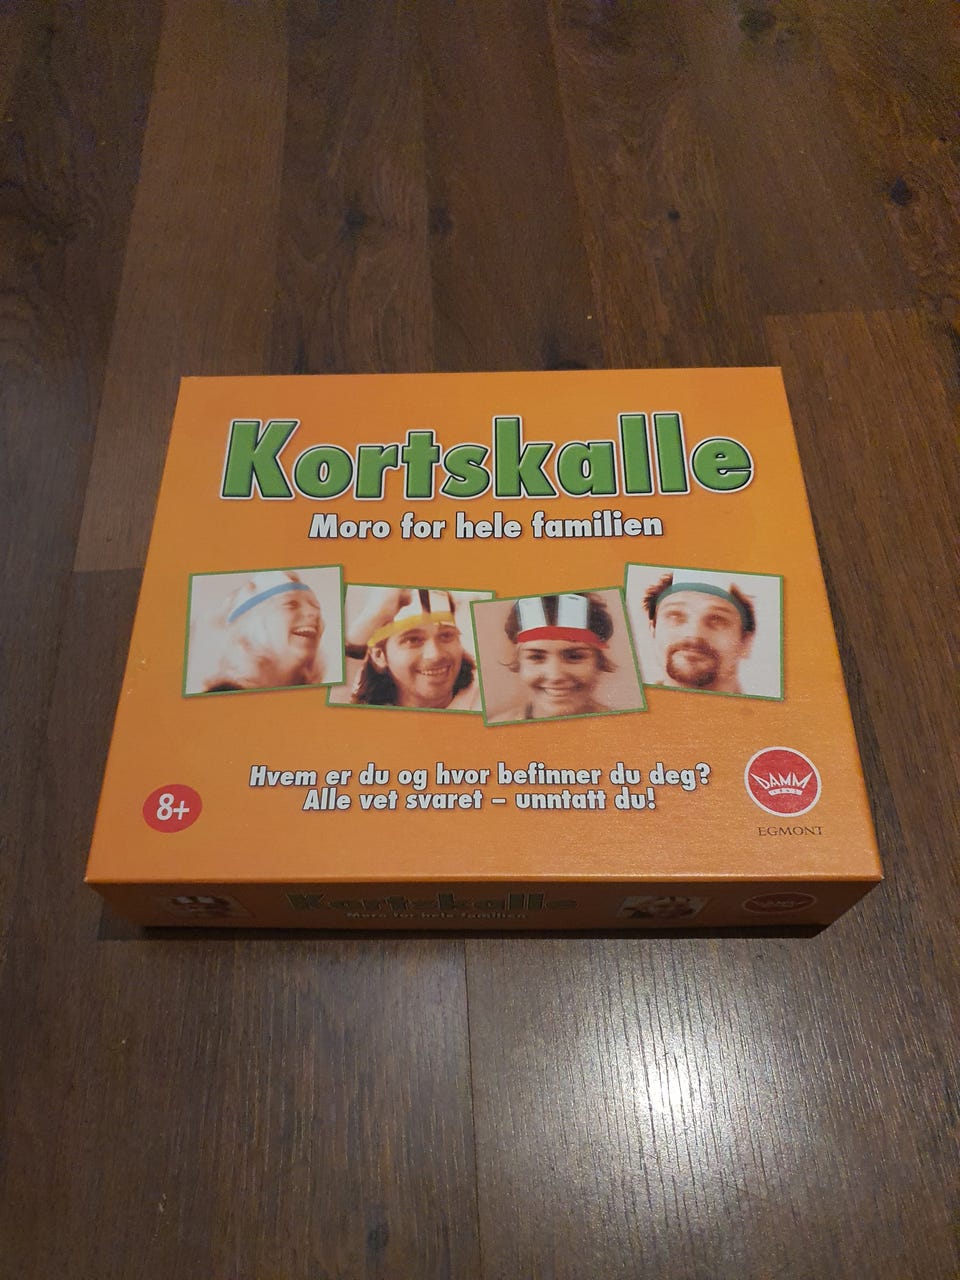 Kortskalle
Moro for hele familien
Hvem er du og hvor befinner du deg?
Alle vet svaret – unntatt du!
8+
DAMM
EGMONT
Kortskalle
Moro for hele familien